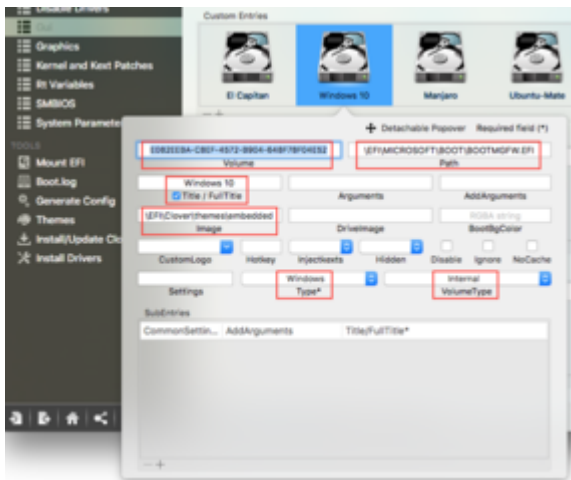 Disable Drivers
Gui
Graphics
Kernel and Kext Patches
Rt Variables
SMBIOS
System Parameters
TOOLS
Mount EFI
Boot.log
Generate Config
Themes
Install/Update Clo
Install Drivers
Custom Entries
El Capitan
Windows 10
Manjaro
Ubuntu-Mate
Detachable Popover
Required field (*)
Volume
\EFI\MICROSOFT\BOOT\BOOTMGFW.EFI
Path
Windows 10
Title / FullTitle
Arguments
AddArguments
\EFI\Clover\themes\embedded
Image
DriveImage
RGBA string
BootBgColor
CustomLogo
Hotkey
InjectKexts
Hidden
Disable
Ignore
NoCache
Settings
Windows
Type*
Internal
VolumeType
SubEntries
CommonSettin...
AddArguments
Title/FullTitle*